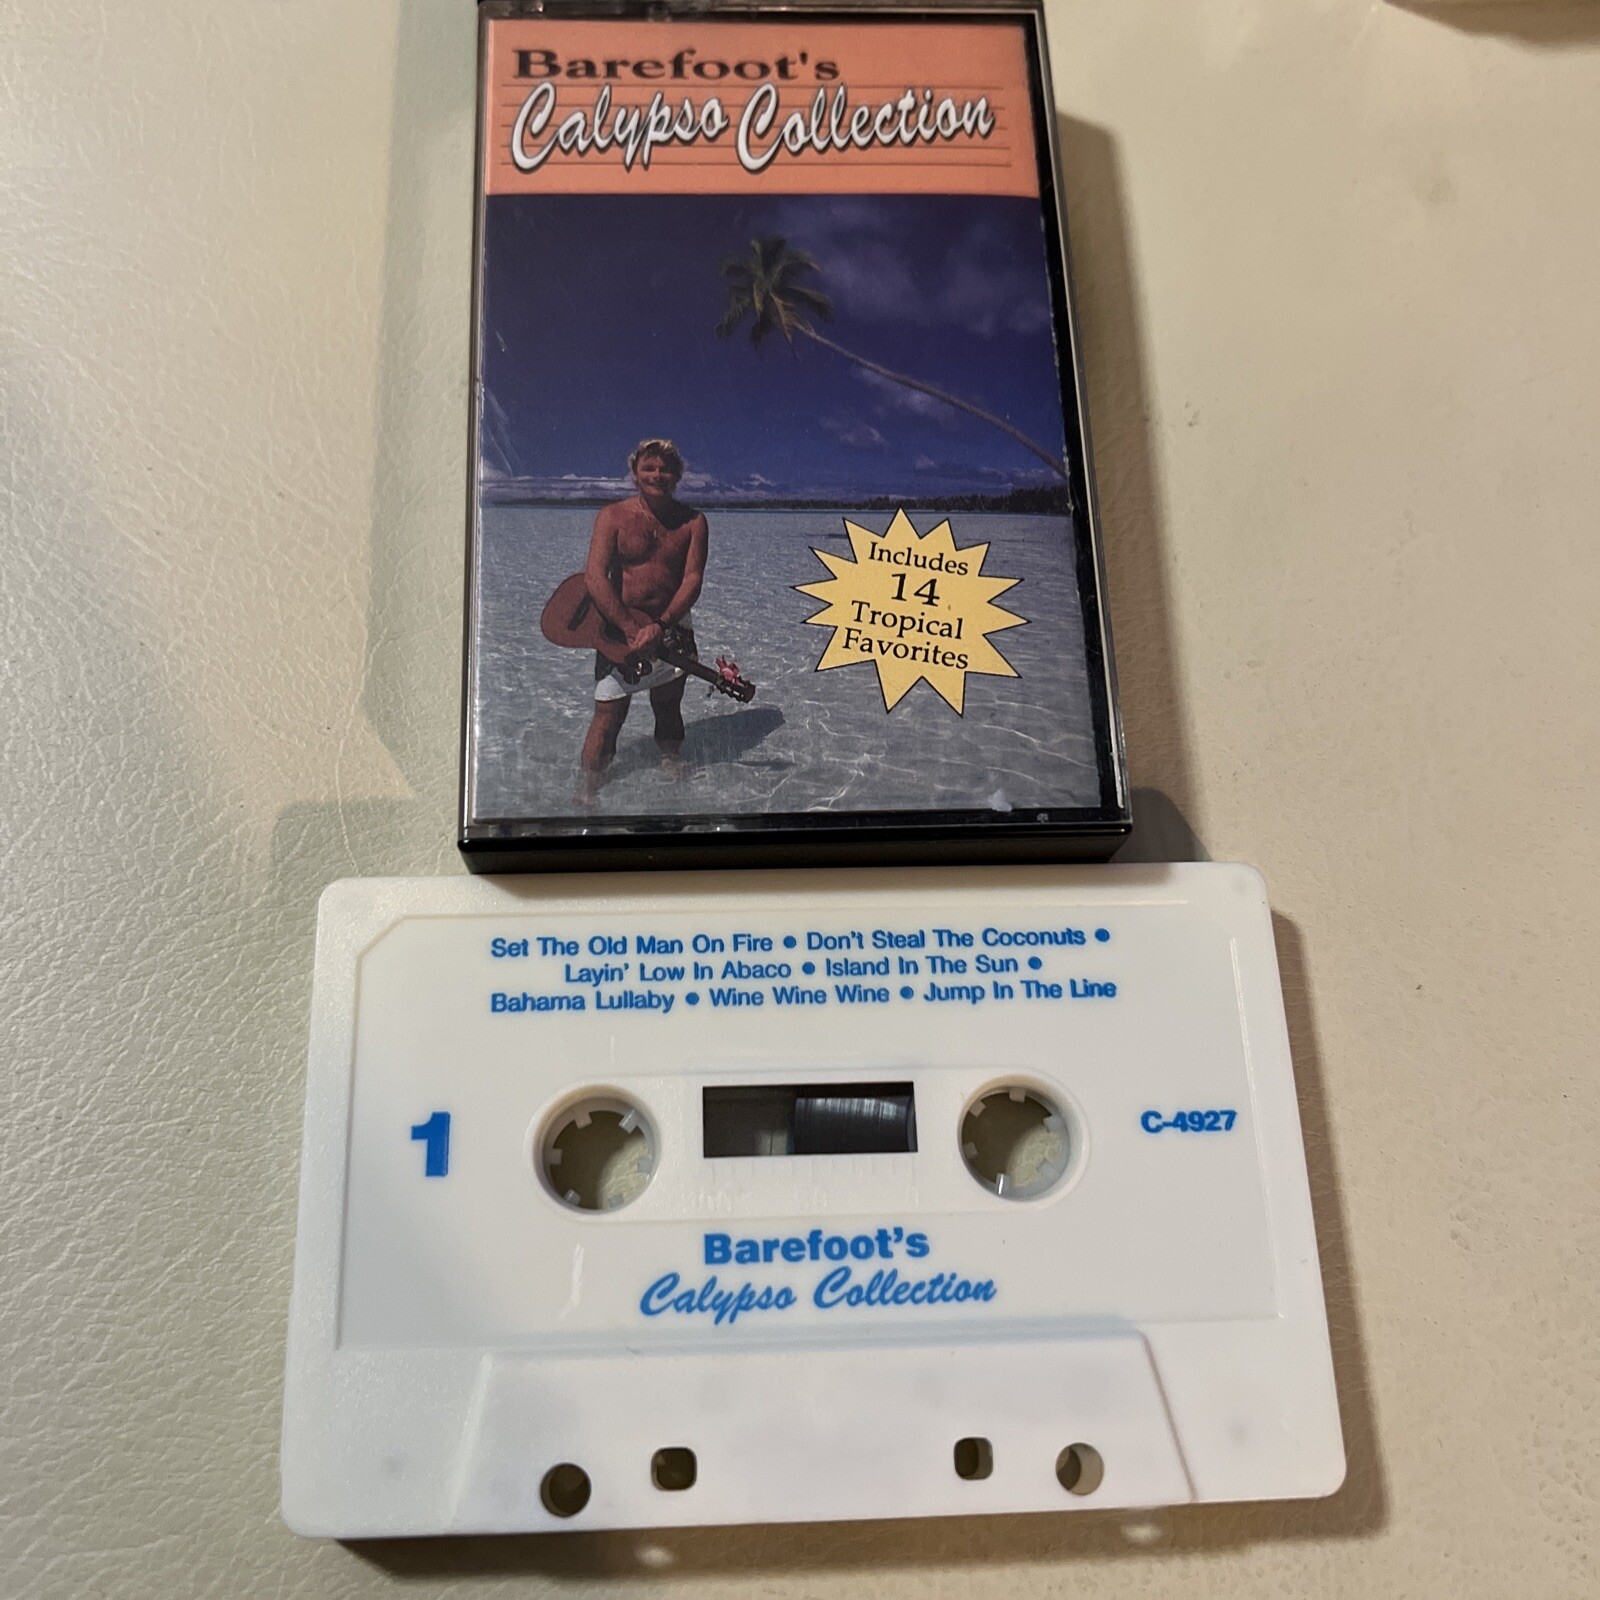 Barefoot's
Calypso Collection
Includes
14
Tropical
Favorites
Set The Old Man On Fire • Don't Steal The Coconuts •
Layin' Low In Abaco • Island In The Sun •
Bahama Lullaby • Wine Wine Wine • Jump In The Line
1
C-4927
Barefoot's
Calypso Collection